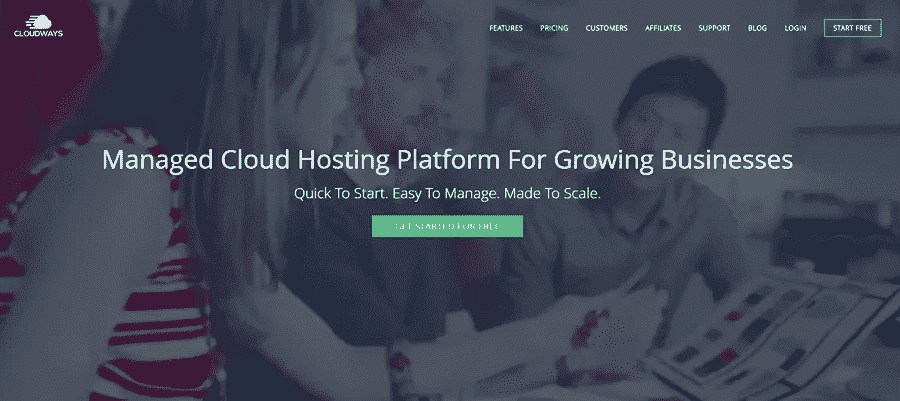 CLOUDWAYS
FEATURES PRICING CUSTOMERS AFFILIATES SUPPORT BLOG LOGIN START FREE
Managed Cloud Hosting Platform For Growing Businesses
Quick To Start. Easy To Manage. Made To Scale.
GET STARTED FOR FREE